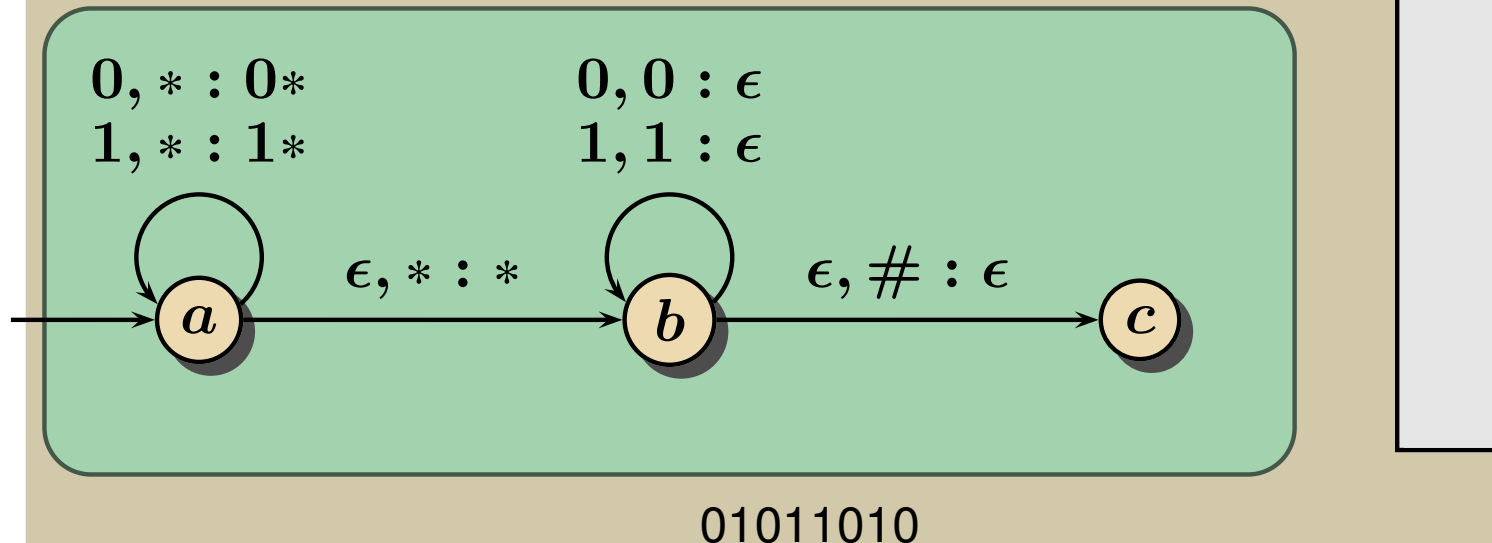 0, * : 0*
1, * : 1*
0, 0 : ϵ
1, 1 : ϵ
ϵ, * : *
ϵ, # : ϵ
a
b
c
01011010